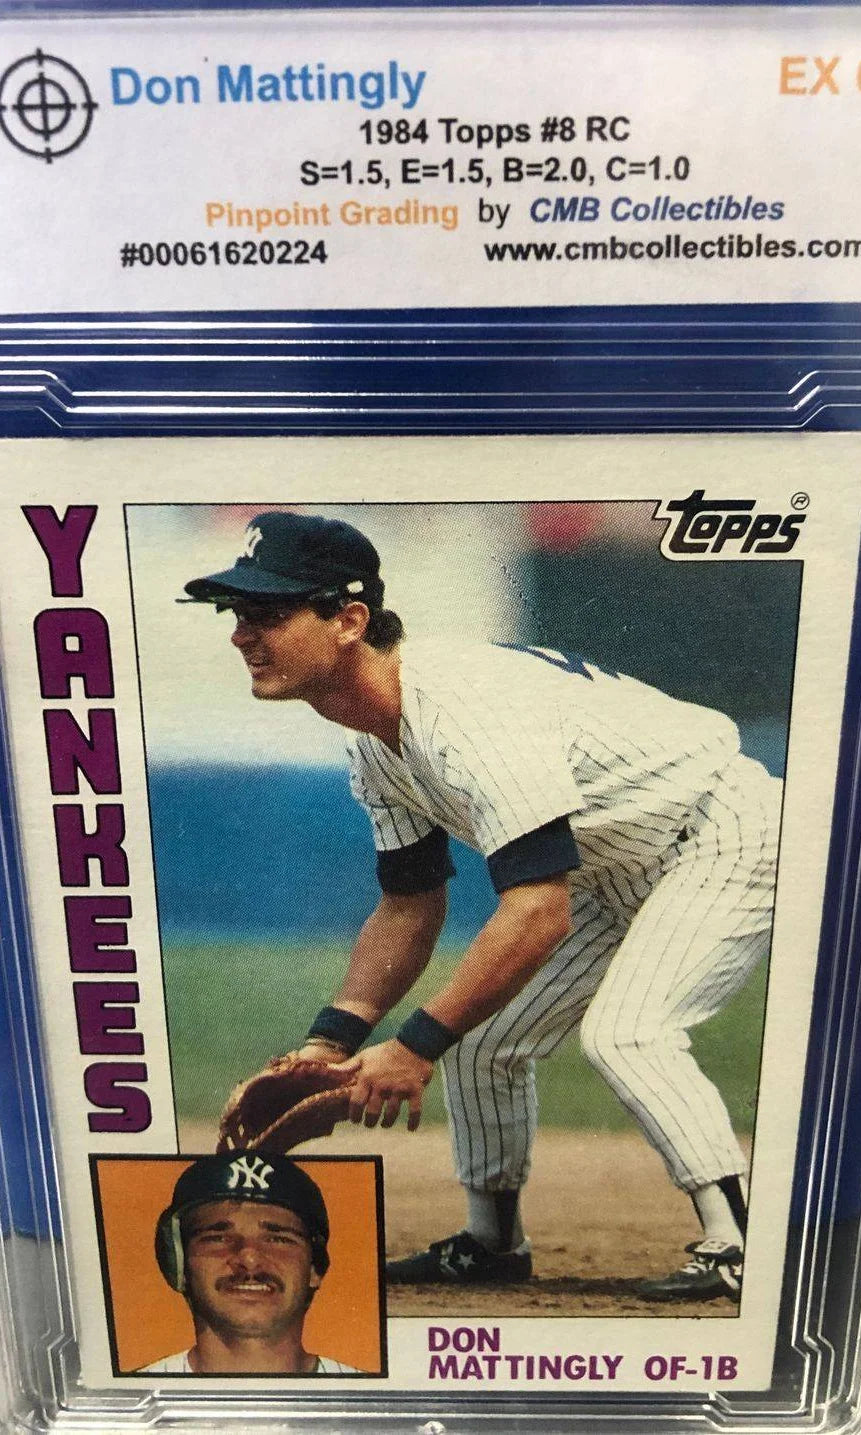 Don Mattingly EX
1984 Topps #8 RC
S=1.5, E=1.5, B=2.0, C=1.0
Pinpoint Grading by CMB Collectibles
#00061620224 www.cmbcollectibles.com
Topps®
YANKEES
NY
DON
MATTINGLY OF-1B